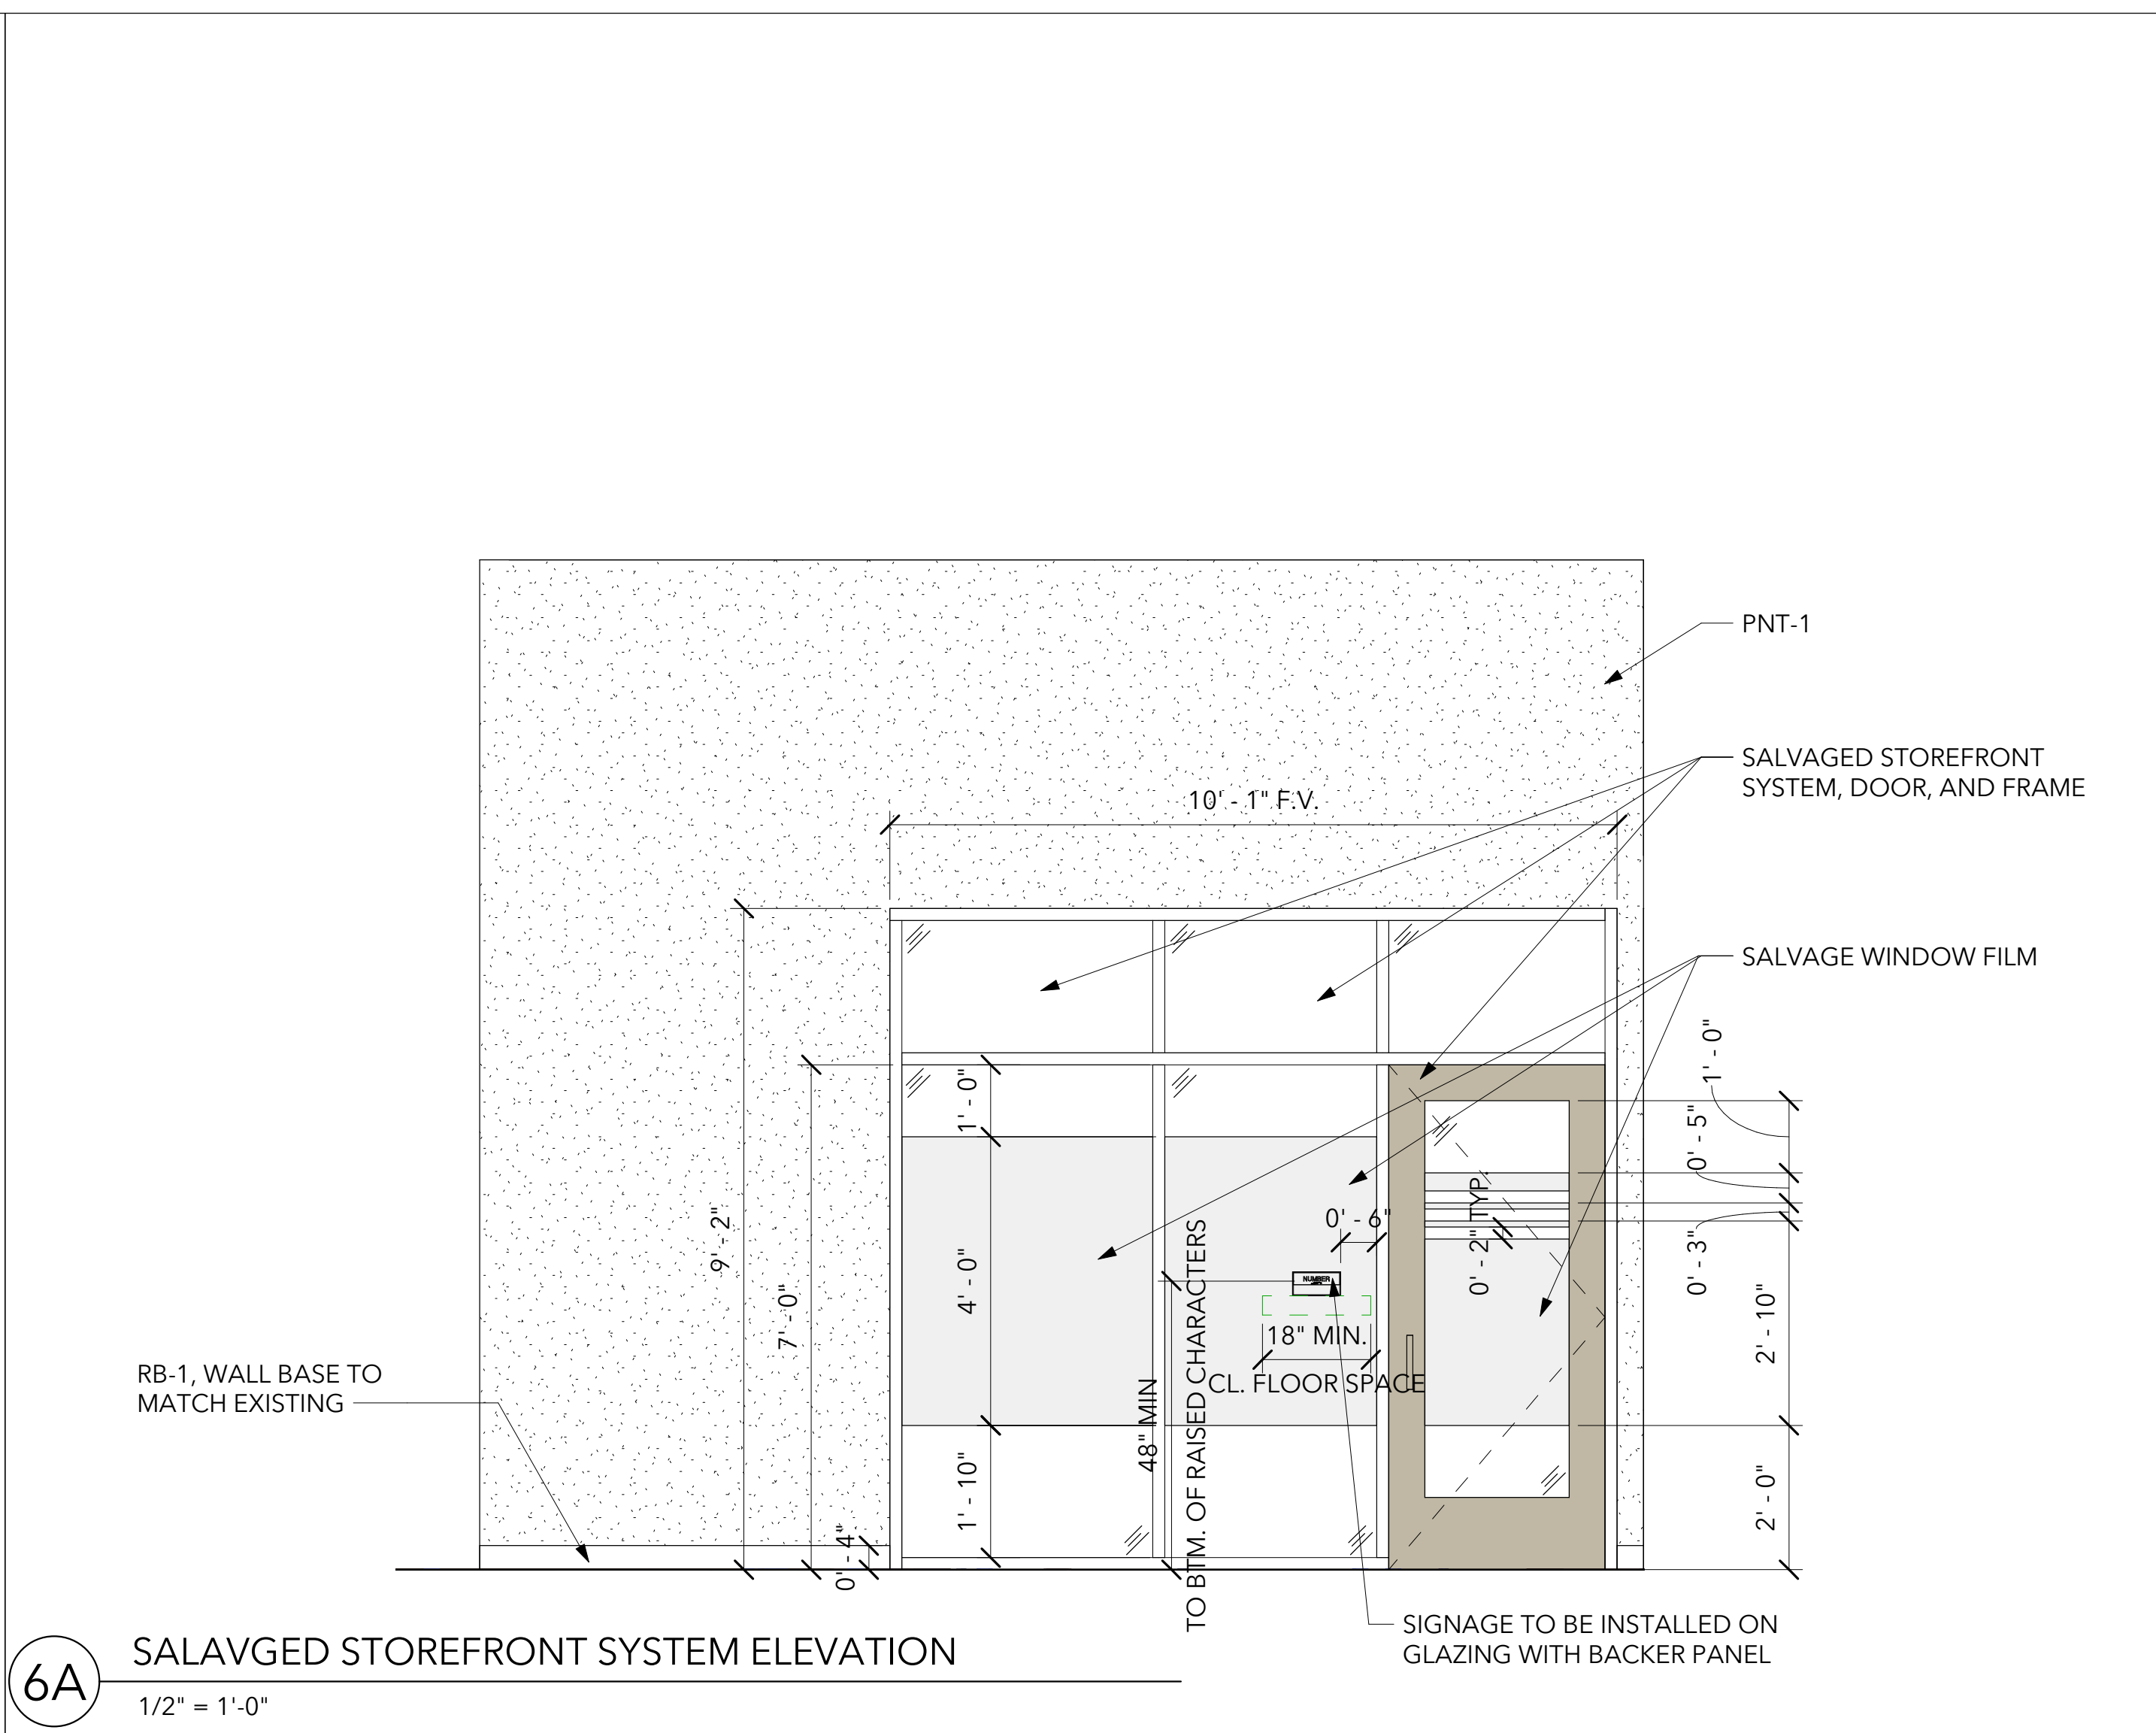 PNT-1
SALVAGED STOREFRONT
SYSTEM, DOOR, AND FRAME
10' - 1" F.V.
SALVAGE WINDOW FILM
1' - 0"
1' - 0"
0' - 5"
0' - 2" TYP.
9' - 2"
0' - 6"
0' - 3"
4' - 0"
NUMBER
7' - 0"
18" MIN.
2' - 10"
RB-1, WALL BASE TO
MATCH EXISTING
CL. FLOOR SPACE
48" MIN
TO BTM. OF RAISED CHARACTERS
1' - 10"
2' - 0"
0' - 4"
SIGNAGE TO BE INSTALLED ON
GLAZING WITH BACKER PANEL
6A
SALAVGED STOREFRONT SYSTEM ELEVATION
1/2" = 1'-0"